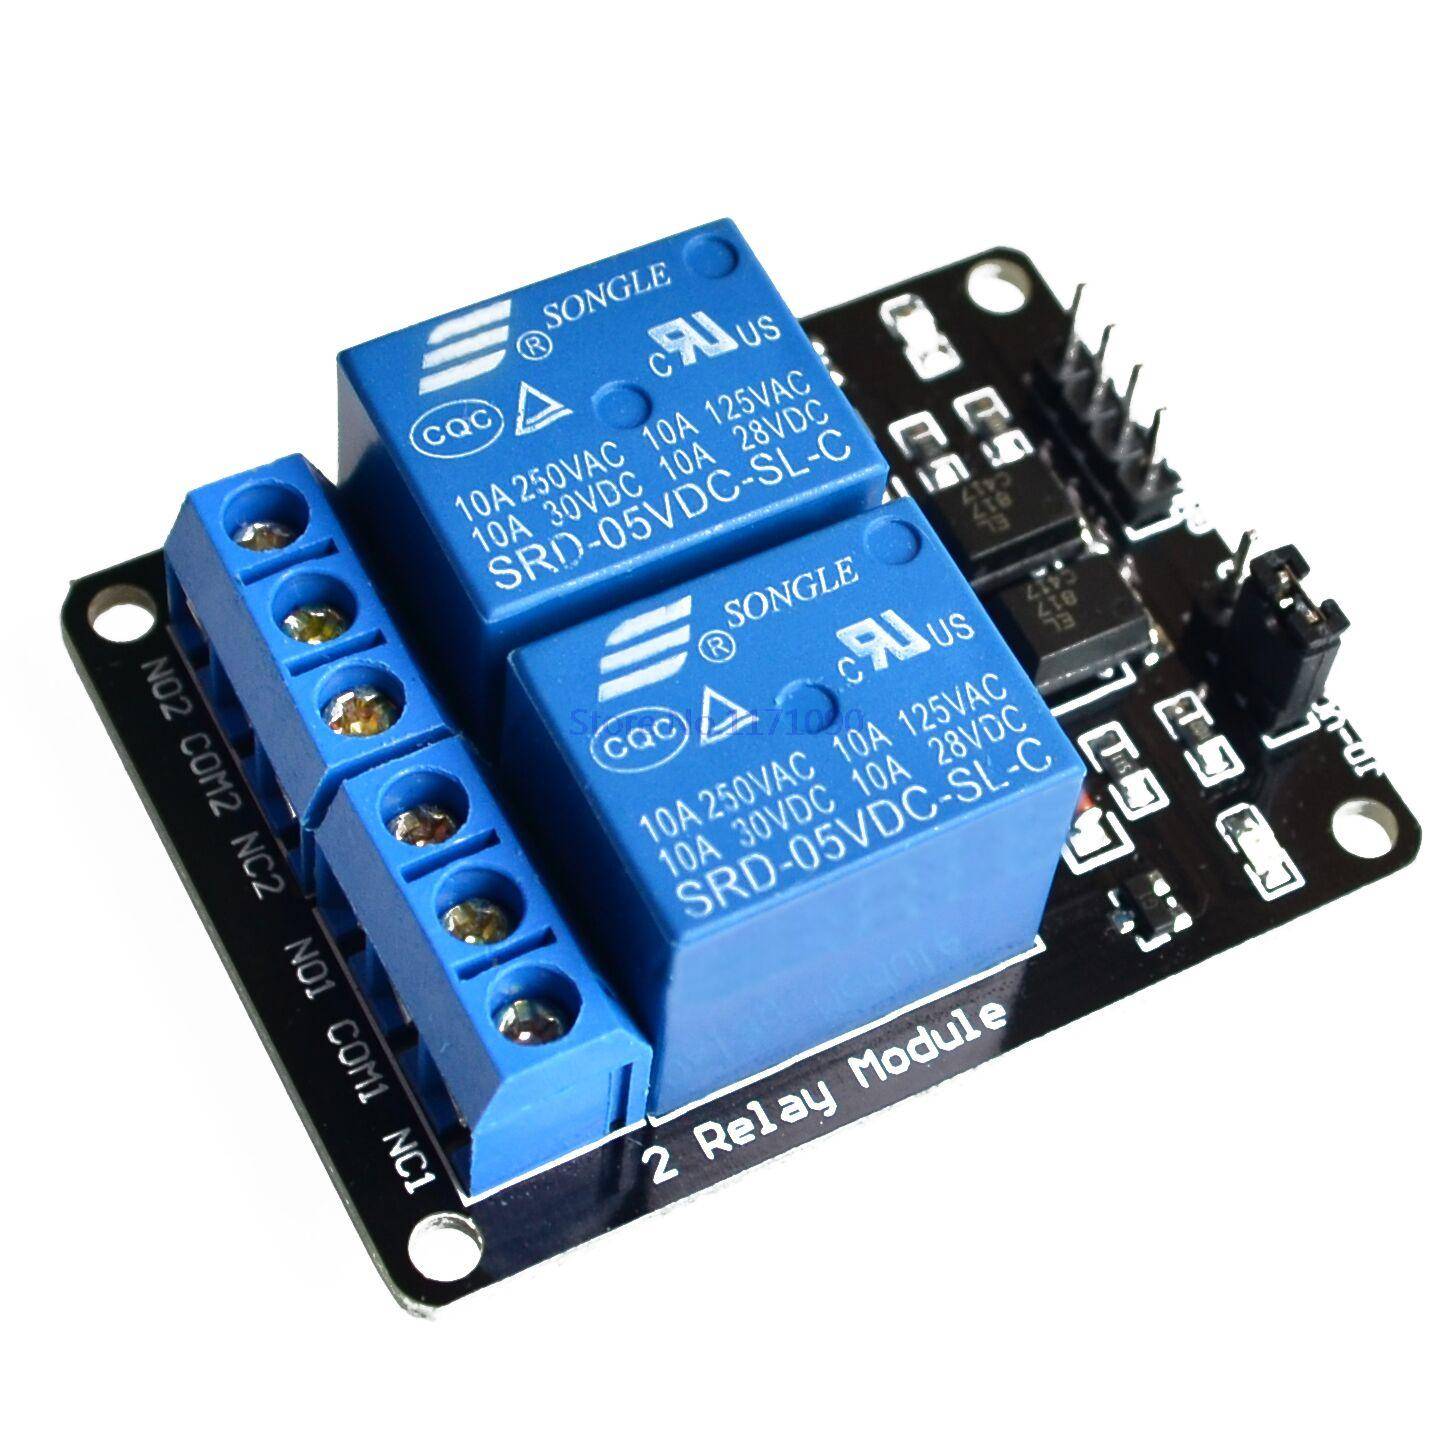 SONGLE
®
C US
CQC
10A 250VAC 10A 125VAC
10A 30VDC 10A 28VDC
SRD-05VDC-SL-C
SONGLE
®
C US
CQC
10A 250VAC 10A 125VAC
10A 30VDC 10A 28VDC
SRD-05VDC-SL-C
EL
817
C417
EL
817
C417
NO2 COM2 NC2
NO1 COM1 NC1
2 Relay Module